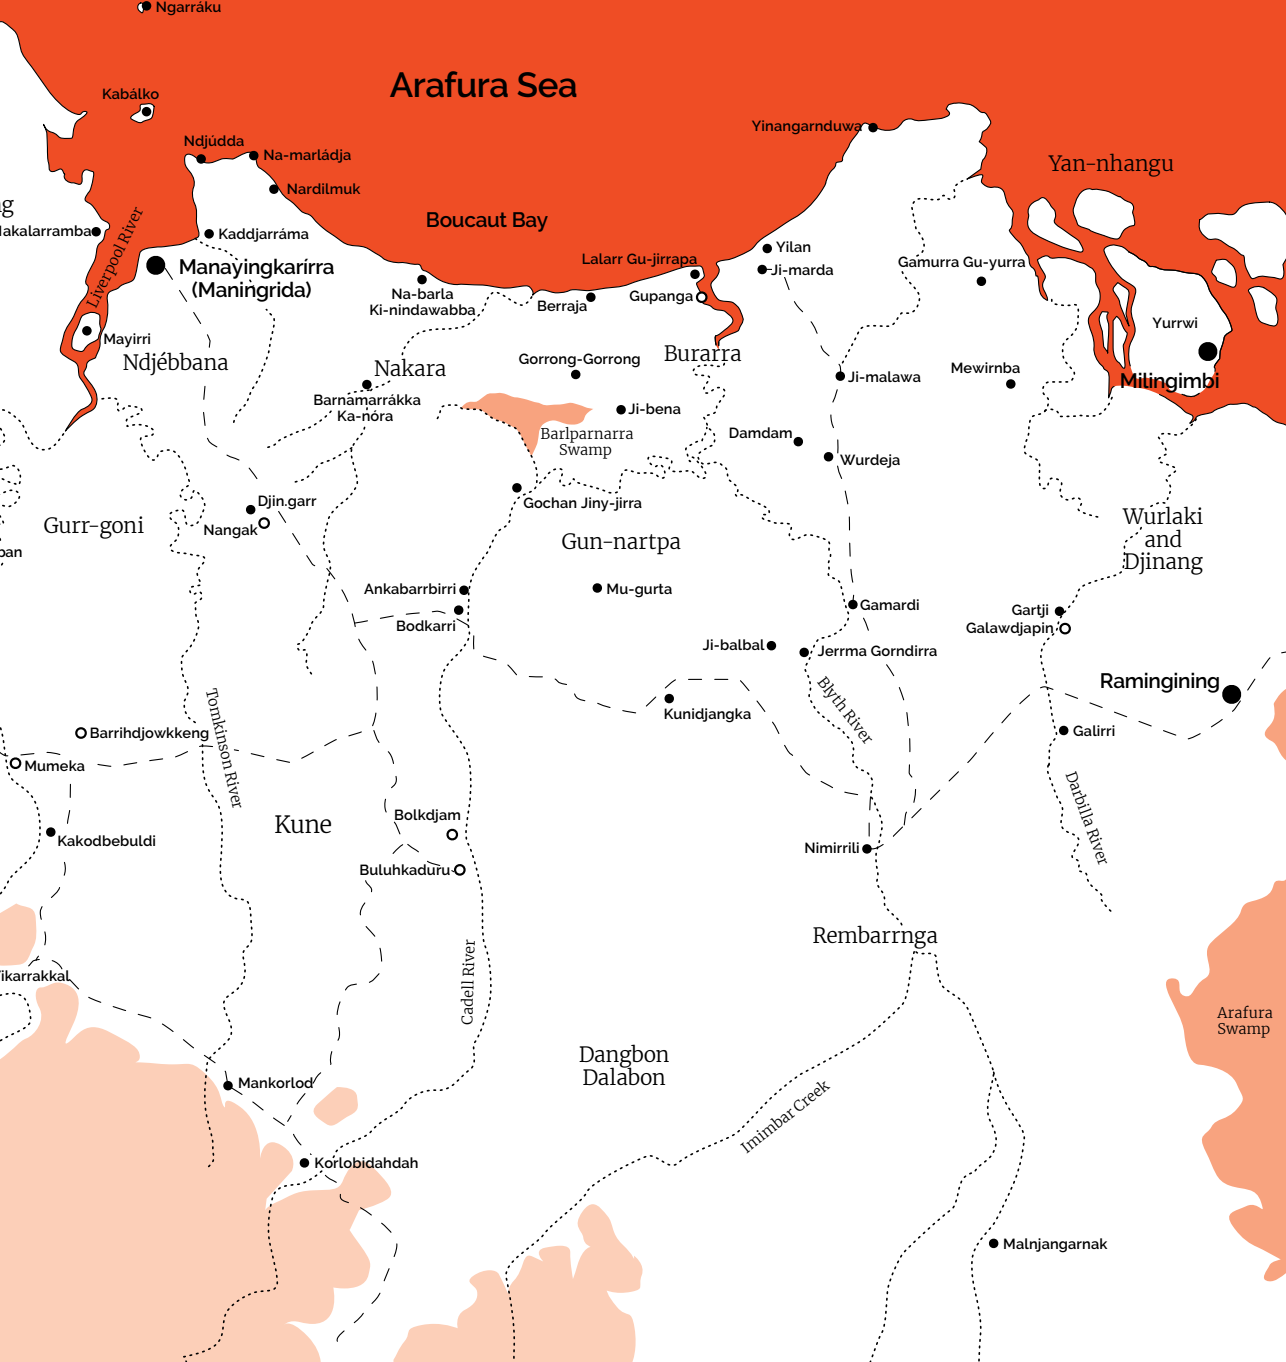 Ngarráku
Arafura Sea
Kabálko
Yinangarnduwa
Ndjúdda
Na-marládja
Yan-nhangu
Nardilmuk
Liverpool River
Boucaut Bay
Kaddjarráma
Yilan
Lalarr Gu-jirrapa
Gamurra Gu-yurra
Manayingkarírra
(Maningrida)
Ji-marda
Na-barla
Ki-nindawabba
Berraja
Gupanga
Yurrwi
Mayirri
Ndjébbana
Nakara
Gorrong-Gorrong
Burarra
Mewirnba
Ji-malawa
Milingimbi
Barnamarrákka
Ka-nóra
Ji-bena
Barlparnarra
Swamp
Damdam
Wurdeja
Djin.garr
Gochan Jiny-jirra
Nangak
Gurr-goni
Gun-nartpa
Wurlaki
and
Djinang
Ankabarrbirri
Mu-gurta
Gamardi
Gartji
Bodkarri
Galawdjapin
Ji-balbal
Jerrma Gorndirra
Ramingining
Kunidjangka
Blyth River
Tomkinson River
Barrihdjowkkeng
Galirri
Mumeka
Darbilla River
Bolkdjam
Kune
Kakodbebuldi
Nimirrili
Buluhkaduru
Rembarrnga
Cadell River
Arafura
Swamp
Dangbon
Dalabon
Mankorlod
Imimbar Creek
Korlobidahdah
Malnjangarnak